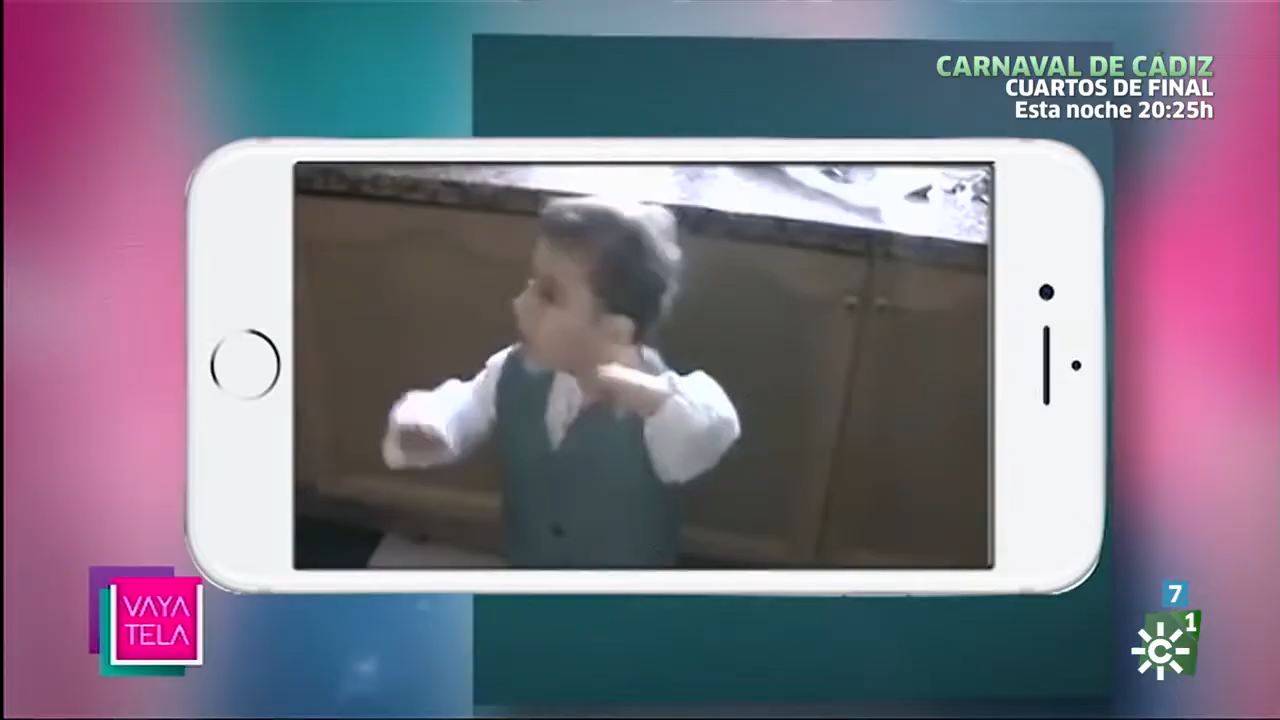 CARNAVAL DE CÁDIZ
CUARTOS DE FINAL
Esta noche 20:25h
VAYA
TELA
7
1
C